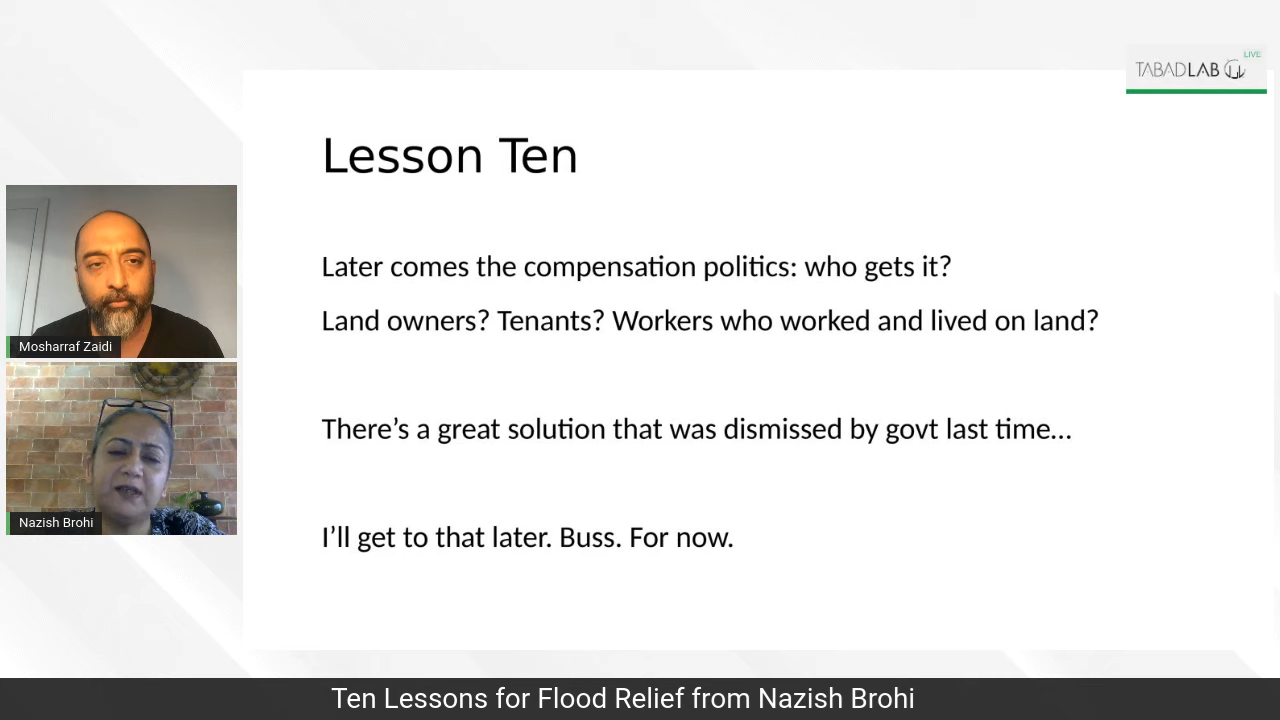 LIVE
TABADLAB
Lesson Ten
Later comes the compensation politics: who gets it?
Land owners? Tenants? Workers who worked and lived on land?
There’s a great solution that was dismissed by govt last time…
I’ll get to that later. Buss. For now.
Mosharraf Zaidi
Nazish Brohi
Ten Lessons for Flood Relief from Nazish Brohi